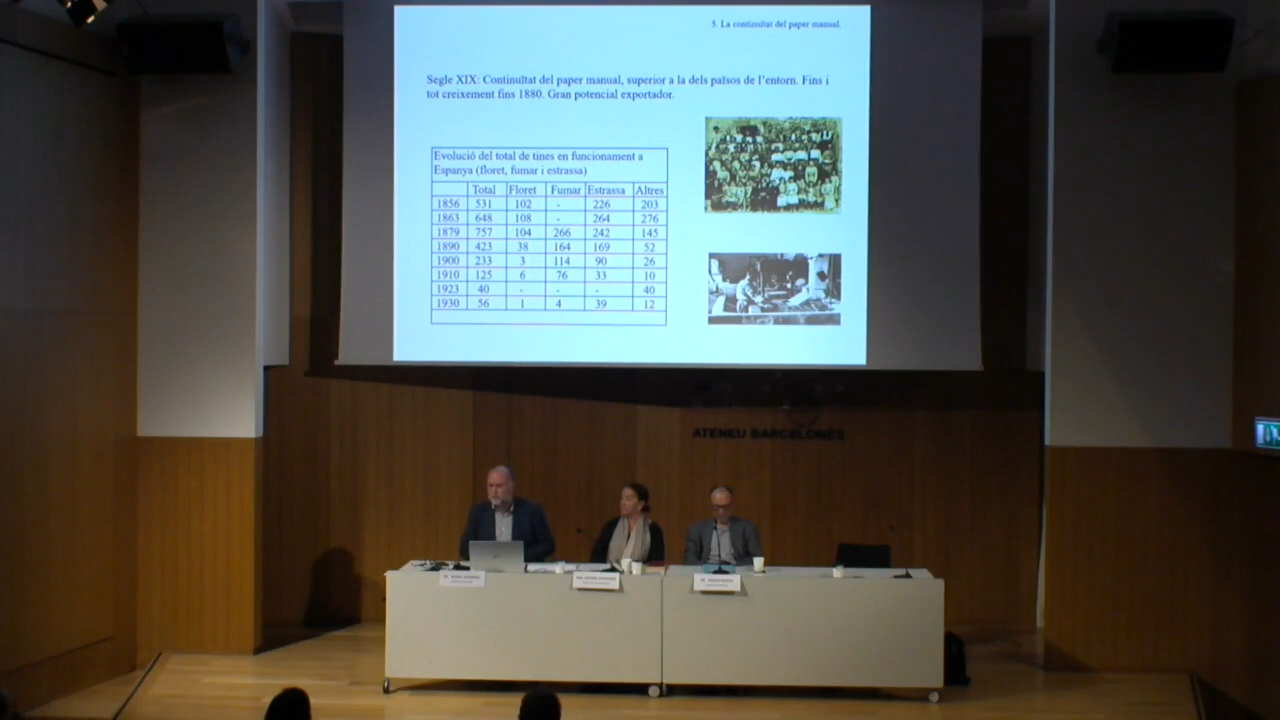 5. La continuïtat del paper manual.
Segle XIX: Continuïtat del paper manual, superior a la dels països de l'entorn. Fins i
tot creixement fins 1880. Gran potencial exportador.
Evolució del total de tines en funcionament a
Espanya (floret, fumar i estrassa)
Total Floret Fumar Estrassa Altres
1856 531 102 - 226 203
1863 648 108 - 264 276
1879 757 104 266 242 145
1890 423 38 164 169 52
1900 233 3 114 90 26
1910 125 6 76 33 10
1923 40 - - - 40
1930 56 1 4 39 12
ATENEU BARCELONÈS